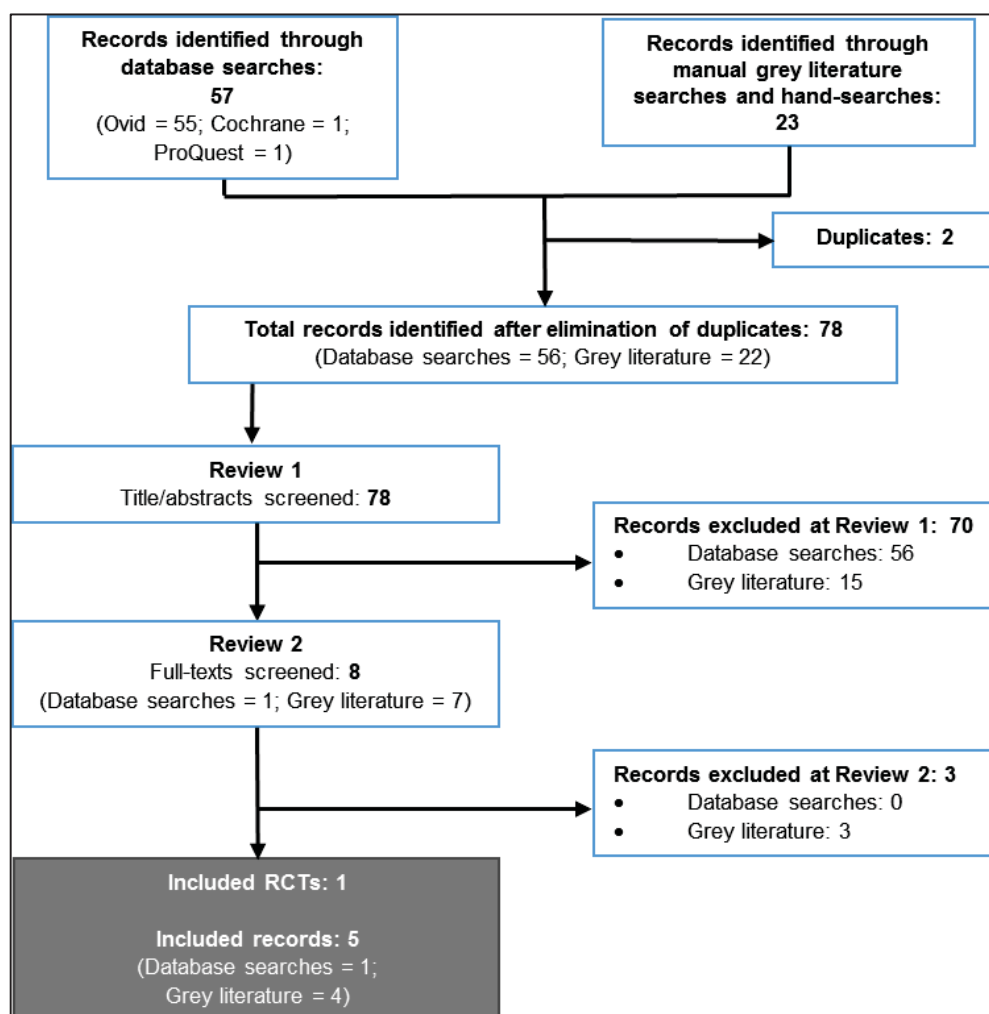 Records identified through
database searches:
57
(Ovid = 55; Cochrane = 1;
ProQuest = 1)
Records identified through
manual grey literature
searches and hand-searches:
23
Duplicates: 2
Total records identified after elimination of duplicates: 78
(Database searches = 56; Grey literature = 22)
Review 1
Title/abstracts screened: 78
Records excluded at Review 1: 70
• Database searches: 56
• Grey literature: 15
Review 2
Full-texts screened: 8
(Database searches = 1; Grey literature = 7)
Records excluded at Review 2: 3
• Database searches: 0
• Grey literature: 3
Included RCTs: 1
Included records: 5
(Database searches = 1;
Grey literature = 4)